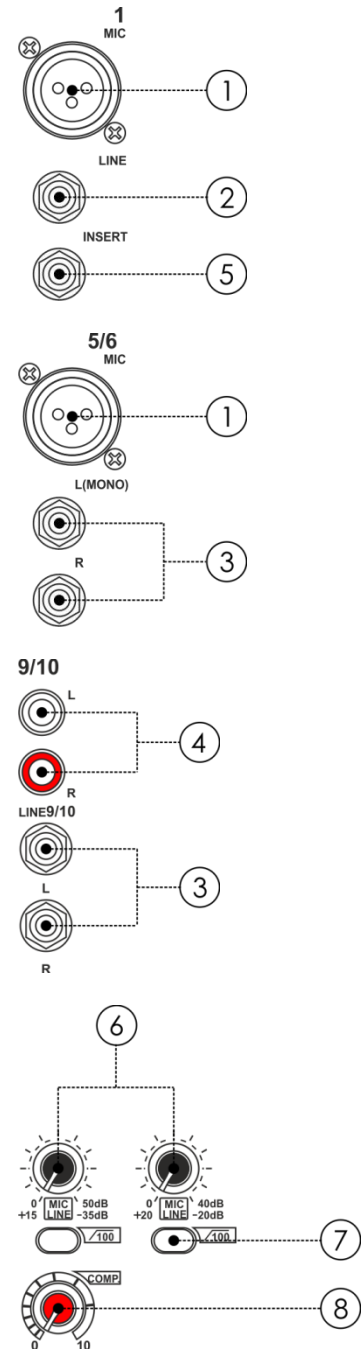 1
MIC
1
LINE
2
INSERT
5
5/6
MIC
1
L(MONO)
R
3
9/10
L
4
R
LINE9/10
3
L
R
6
0 MIC 50dB 0 MIC 40dB
+15 LINE -35dB +20 LINE -20dB
/100 /100
7
COMP
8
0 10